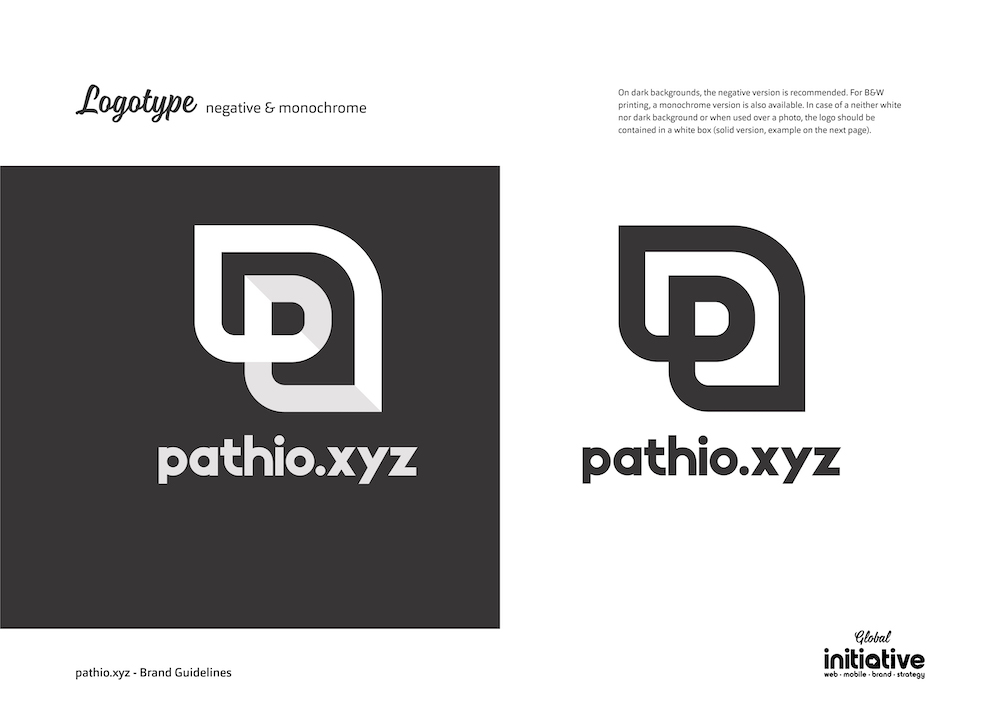 Logotype negative & monochrome
On dark backgrounds, the negative version is recommended. For B&W
printing, a monochrome version is also available. In case of a neither white
nor dark background or when used over a photo, the logo should be
contained in a white box (solid version, example on the next page).
pathio.xyz
pathio.xyz
pathio.xyz - Brand Guidelines
Global
initiative
web · mobile · brand · strategy